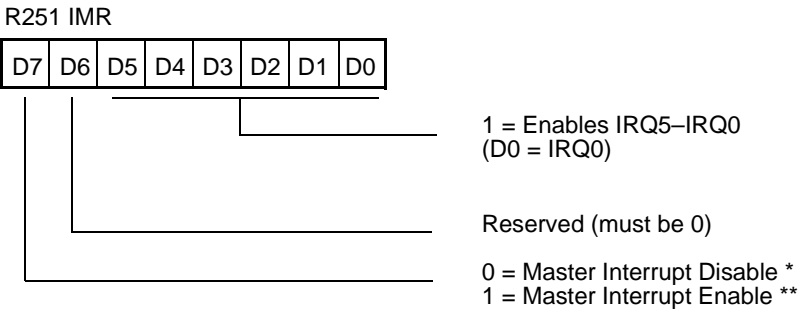 R251 IMR
D7 D6 D5 D4 D3 D2 D1 D0
1 = Enables IRQ5–IRQ0
(D0 = IRQ0)
Reserved (must be 0)
0 = Master Interrupt Disable *
1 = Master Interrupt Enable **